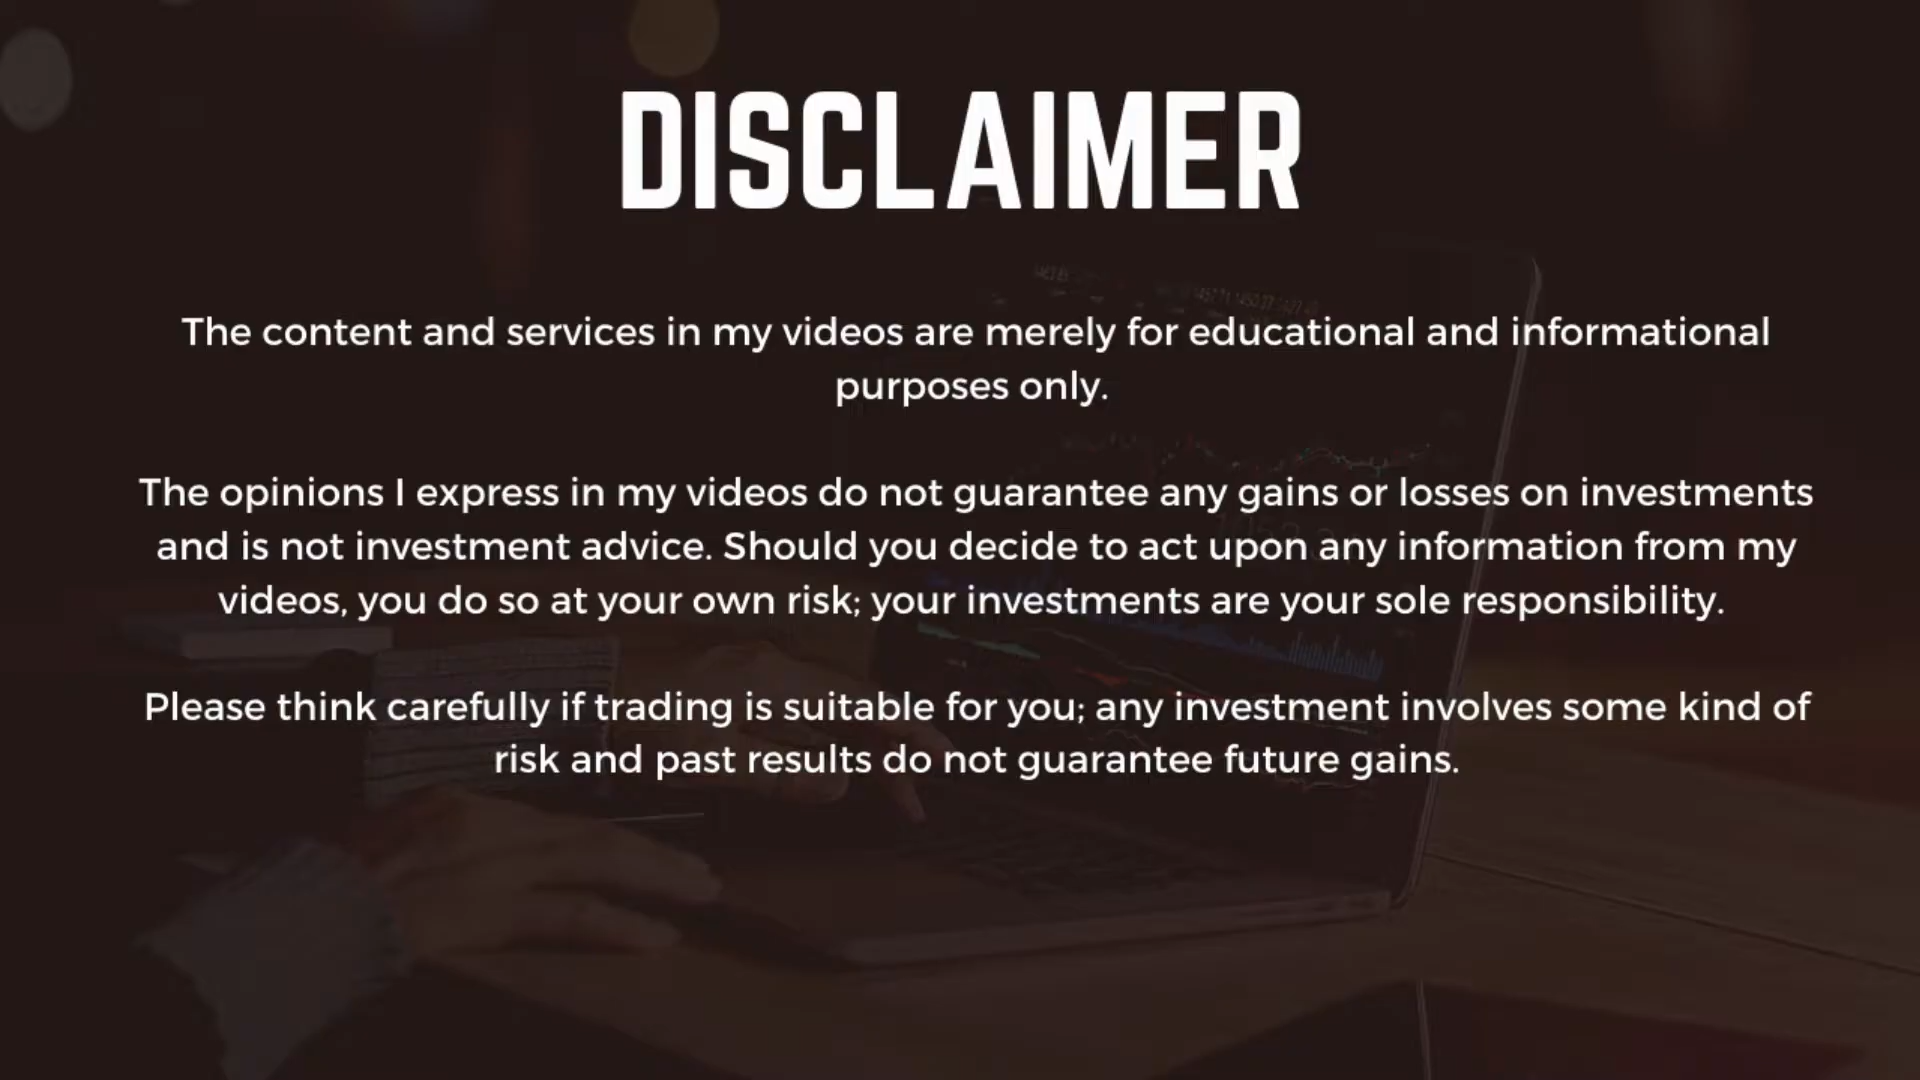 DISCLAIMER
The content and services in my videos are merely for educational and informational
purposes only.
The opinions I express in my videos do not guarantee any gains or losses on investments
and is not investment advice. Should you decide to act upon any information from my
videos, you do so at your own risk; your investments are your sole responsibility.
Please think carefully if trading is suitable for you; any investment involves some kind of
risk and past results do not guarantee future gains.